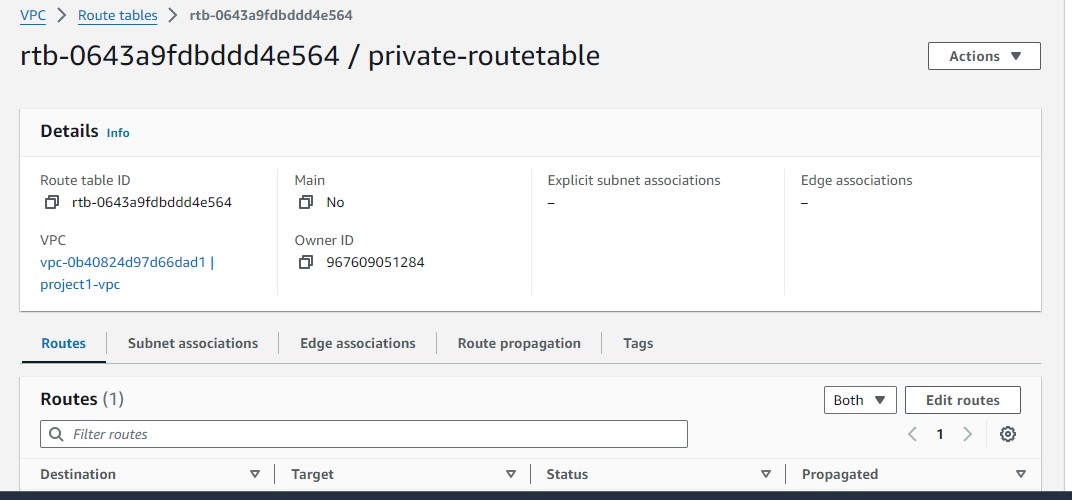 VPC > Route tables > rtb-0643a9fdbddd4e564
rtb-0643a9fdbddd4e564 / private-routetable
Actions
Details Info
Route table ID
rtb-0643a9fdbddd4e564
Main
No
Explicit subnet associations
–
Edge associations
–
VPC
vpc-0b40824d97d66dad1 |
project1-vpc
Owner ID
967609051284
Routes
Subnet associations
Edge associations
Route propagation
Tags
Routes (1)
Both
Edit routes
Filter routes
1
Destination
Target
Status
Propagated